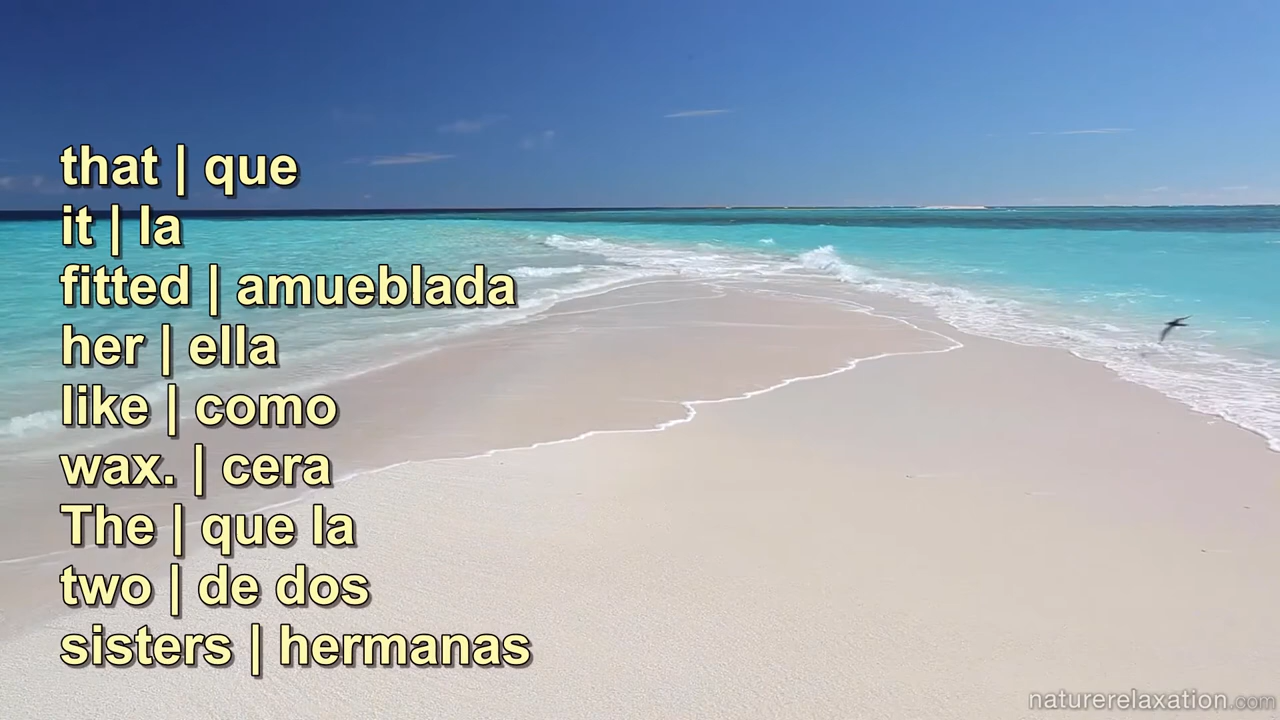 that | que
it | la
fitted | amueblada
her | ella
like | como
wax. | cera
The | que la
two | de dos
sisters | hermanas
naturerelaxation.com